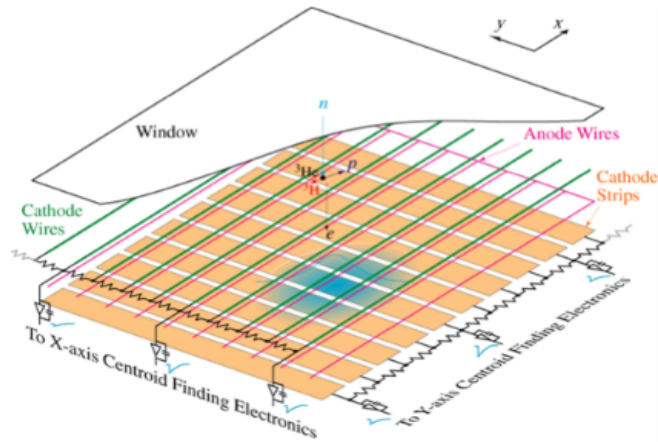 y
x
n
Window
Anode Wires
³He
p
³H
Cathode
Strips
Cathode
Wires
e
To X-axis Centroid Finding Electronics
To Y-axis Centroid Finding Electronics